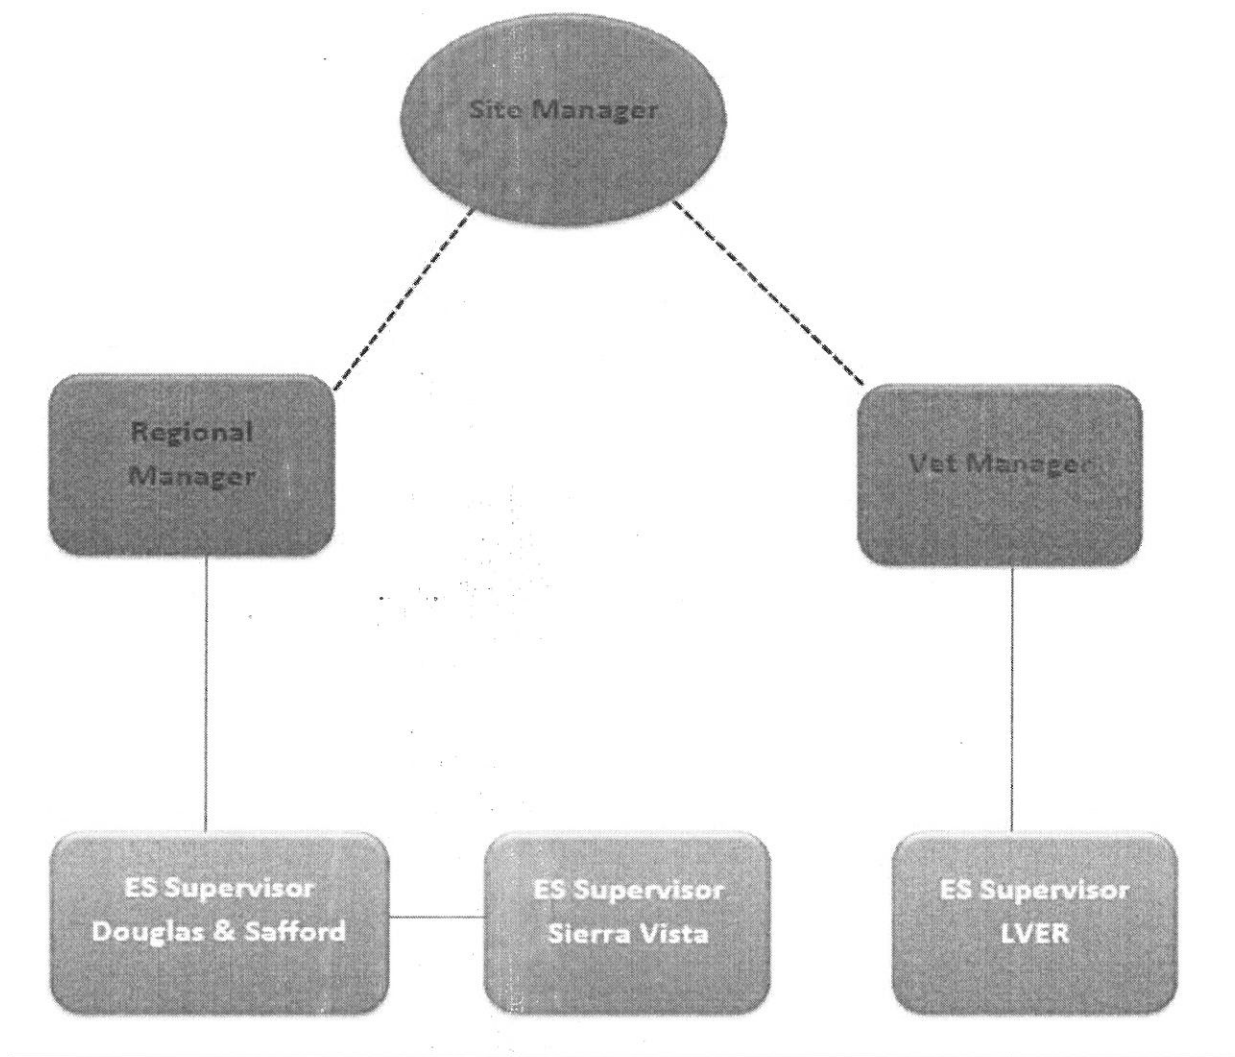 Site Manager
Regional
Manager
Vet Manager
ES Supervisor
Douglas & Safford
ES Supervisor
Sierra Vista
ES Supervisor
LVER